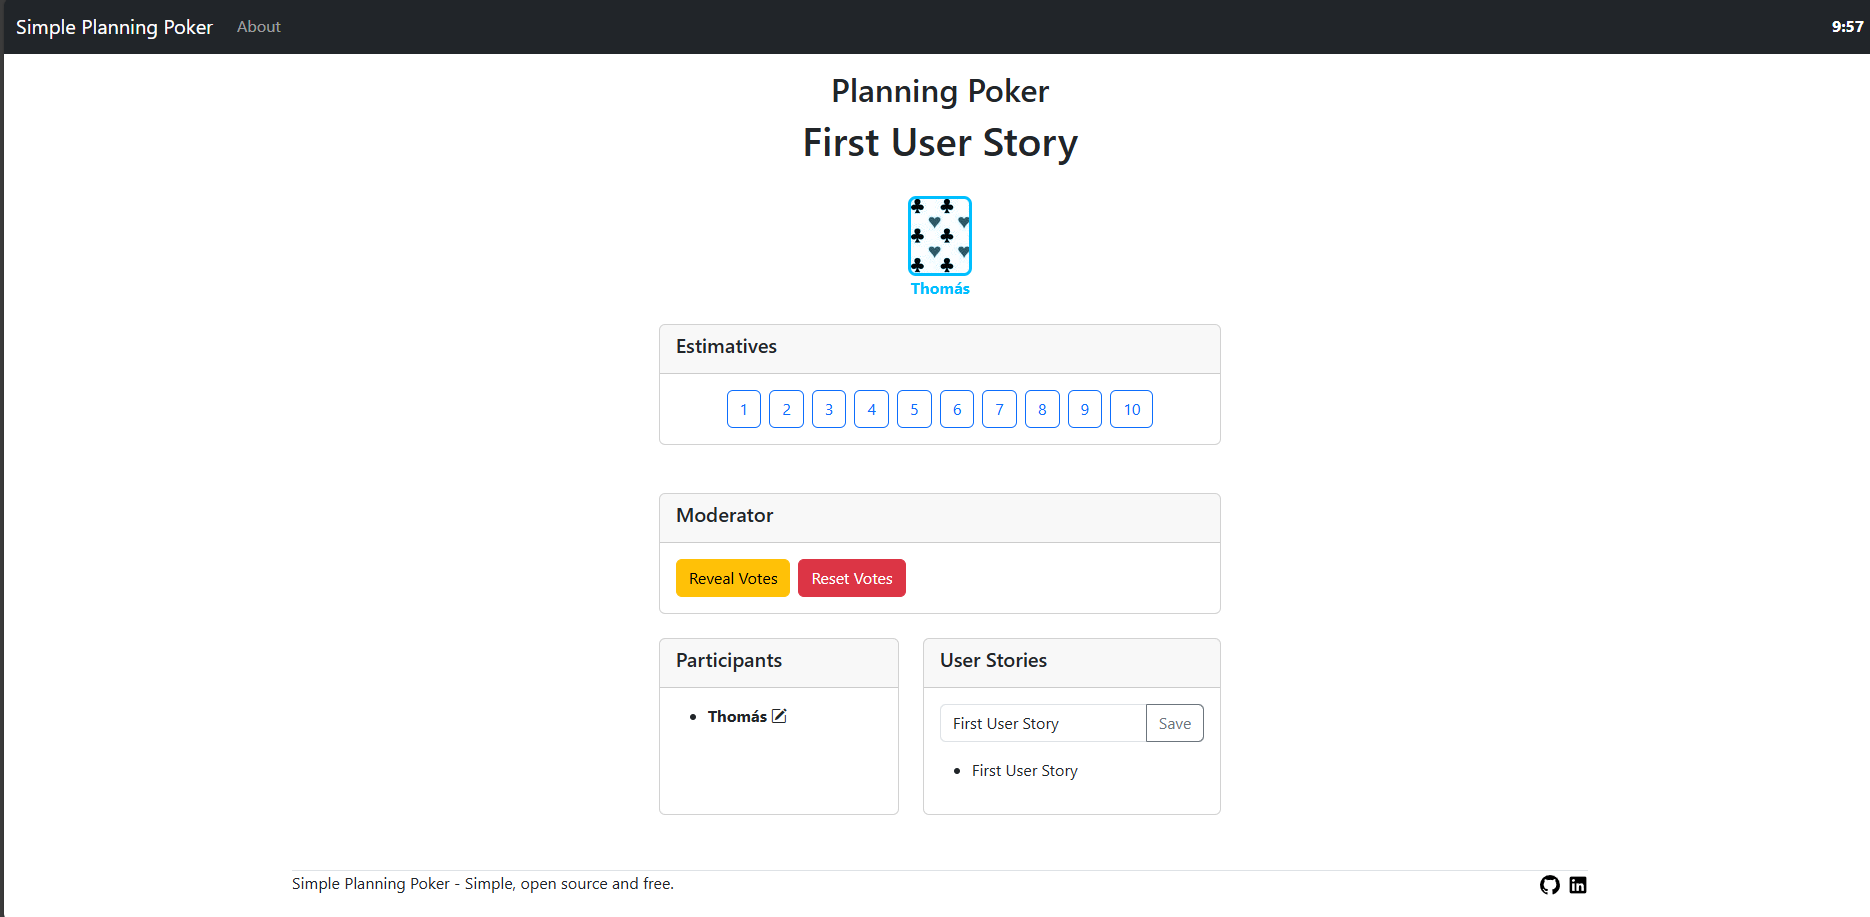 Simple Planning Poker About 9:57
Planning Poker
First User Story
Thomás
Estimatives
1 2 3 4 5 6 7 8 9 10
Moderator
Reveal Votes Reset Votes
Participants
Thomás
User Stories
First User Story Save
First User Story
Simple Planning Poker - Simple, open source and free.
in